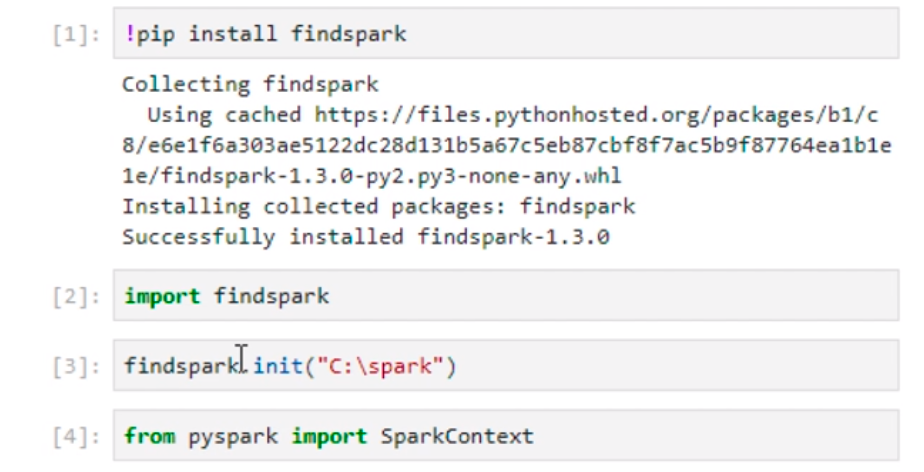 [1]: !pip install findspark
Collecting findspark
Using cached https://files.pythonhosted.org/packages/b1/c
8/e6e1f6a303ae5122dc28d131b5a67c5eb87cbf8f7ac5b9f87764ea1b1e
1e/findspark-1.3.0-py2.py3-none-any.whl
Installing collected packages: findspark
Successfully installed findspark-1.3.0
[2]: import findspark
[3]: findspark.init("C:\spark")
[4]: from pyspark import SparkContext